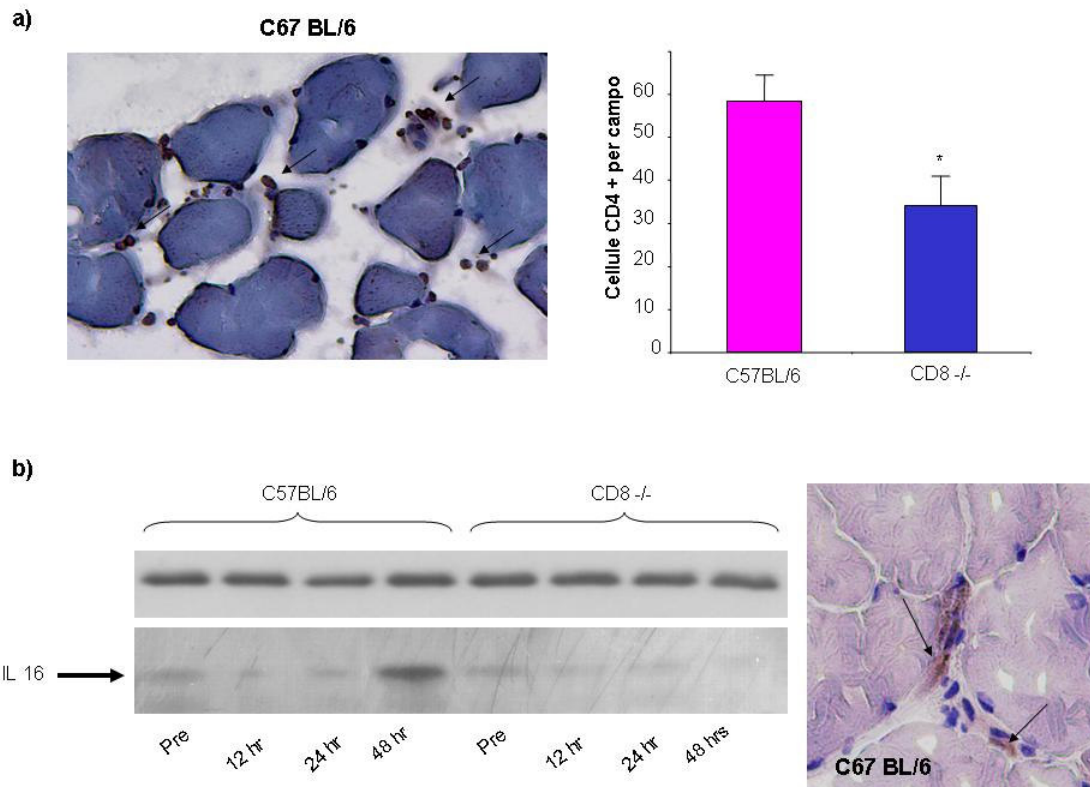 a)
C67 BL/6
Cellule CD4 + per campo
60
50
40
30
20
10
0
*
C57BL/6
CD8 -/-
b)
C57BL/6
CD8 -/-
IL 16
Pre
12 hr
24 hr
48 hr
Pre
12 hr
24 hr
48 hrs
C67 BL/6